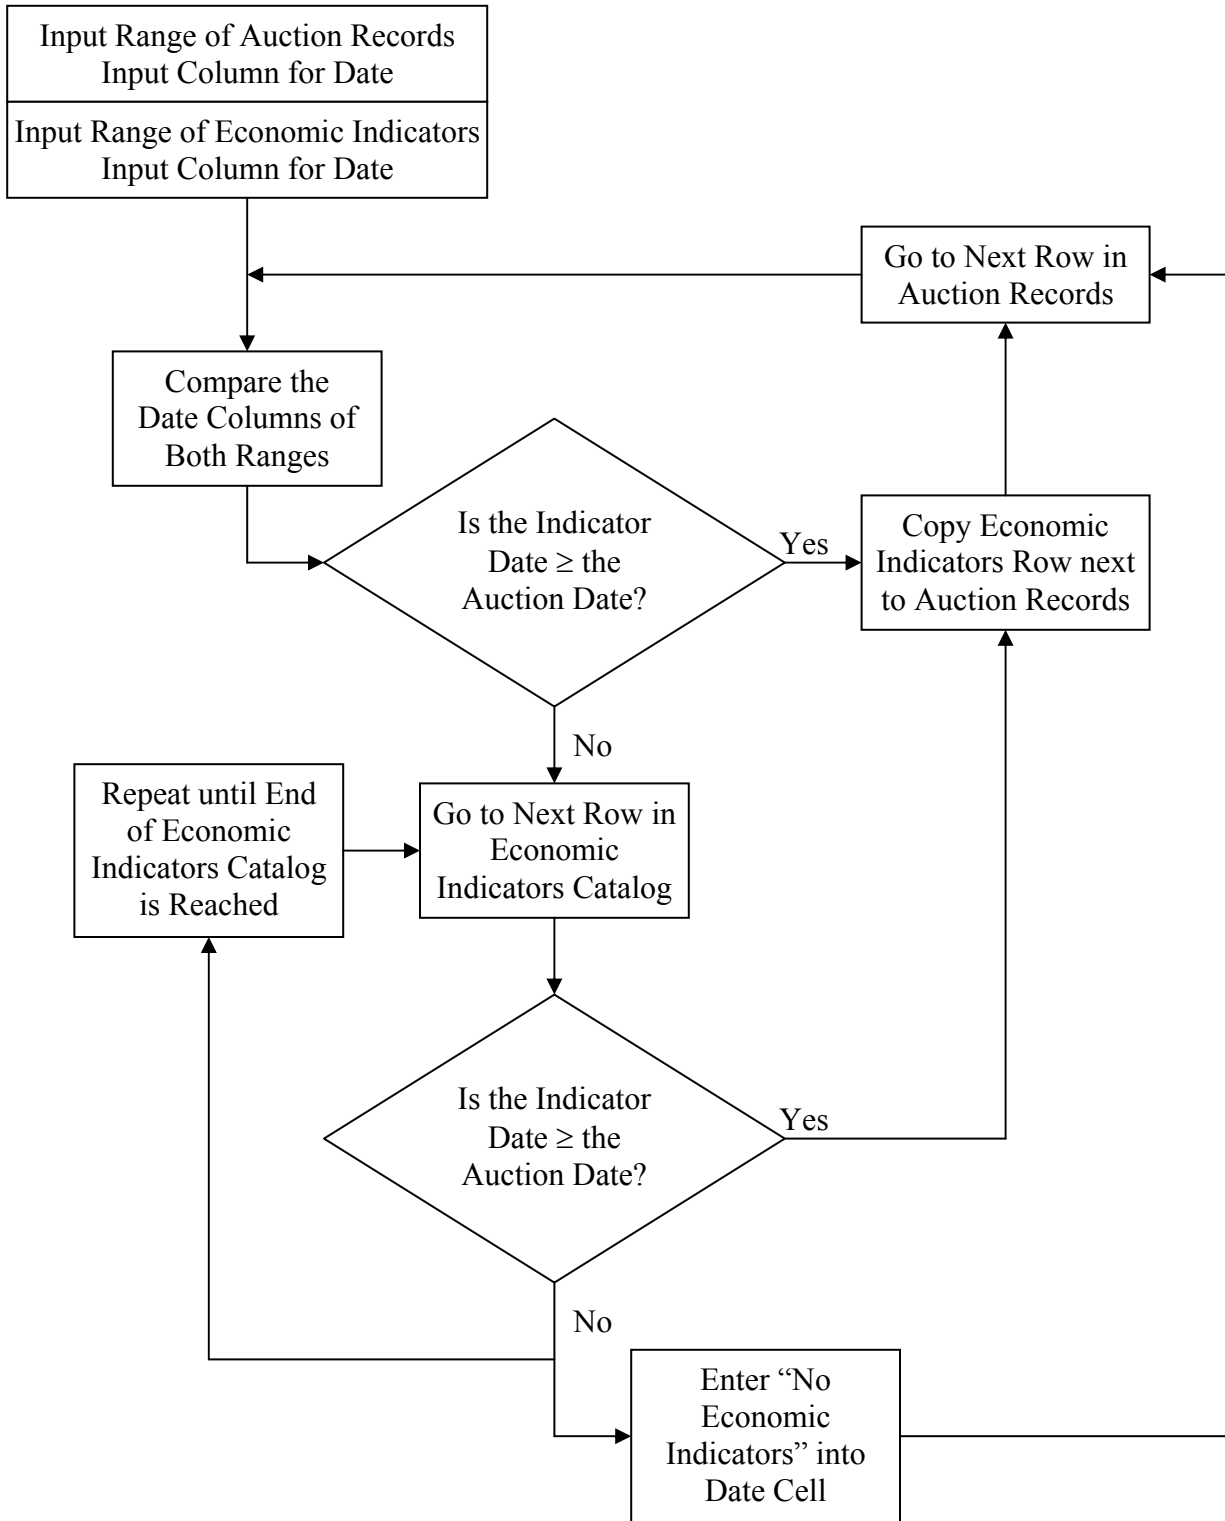 Input Range of Auction Records
Input Column for Date
Input Range of Economic Indicators
Input Column for Date
Go to Next Row in
Auction Records
Compare the
Date Columns of
Both Ranges
Is the Indicator
Date ≥ the
Auction Date?
Yes
Copy Economic
Indicators Row next
to Auction Records
No
Repeat until End
of Economic
Indicators Catalog
is Reached
Go to Next Row in
Economic
Indicators Catalog
Is the Indicator
Date ≥ the
Auction Date?
Yes
No
Enter “No
Economic
Indicators” into
Date Cell